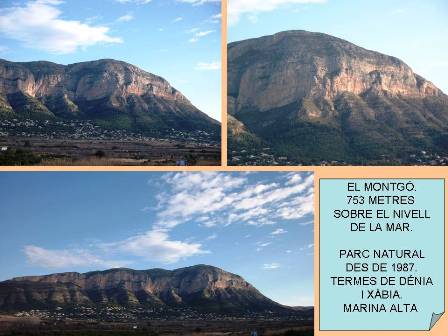 EL MONTGÓ.
753 METRES
SOBRE EL NIVELL
DE LA MAR.
PARC NATURAL
DES DE 1987.
TERMES DE DÉNIA
I XÀBIA.
MARINA ALTA